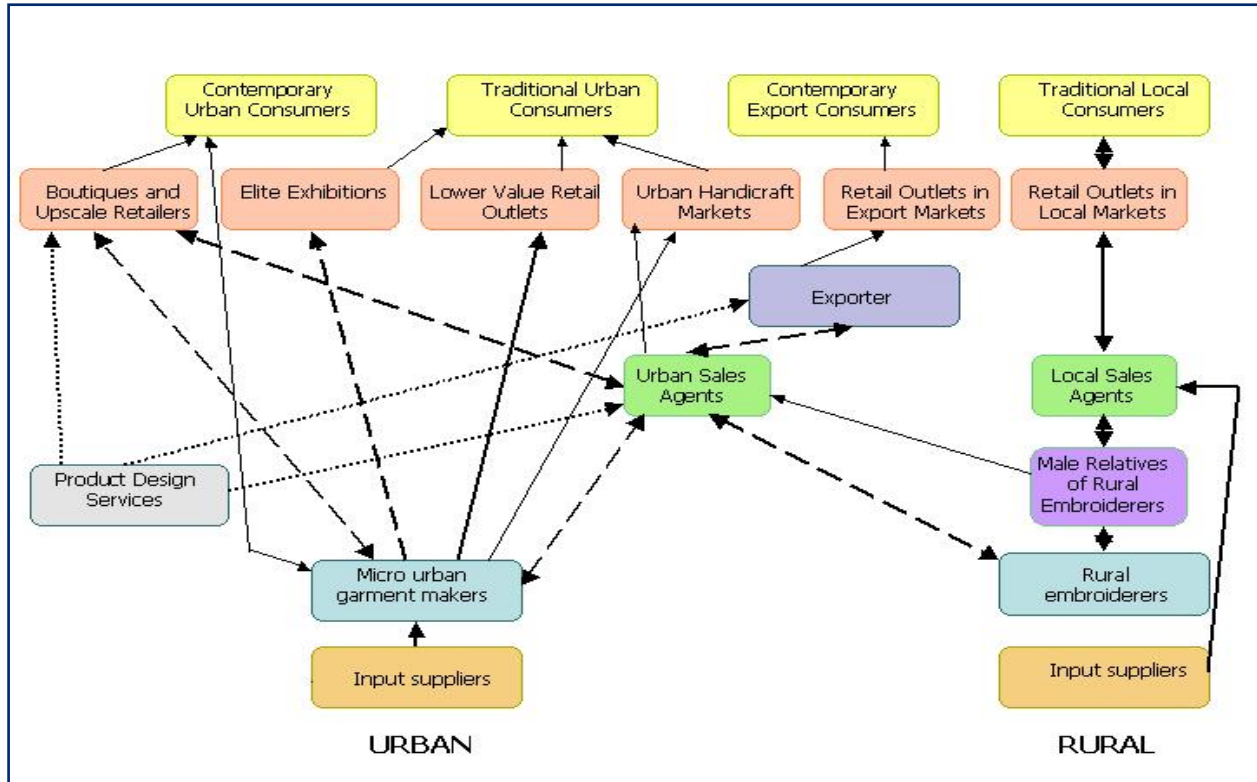 Contemporary
Urban Consumers
Traditional Urban
Consumers
Contemporary
Export Consumers
Traditional Local
Consumers
Boutiques and
Upscale Retailers
Elite Exhibitions
Lower Value Retail
Outlets
Urban Handicraft
Markets
Retail Outlets in
Export Markets
Retail Outlets in
Local Markets
Exporter
Urban Sales
Agents
Local Sales
Agents
Product Design
Services
Male Relatives
of Rural
Embroiderers
Micro urban
garment makers
Rural
embroiderers
Input suppliers
Input suppliers
URBAN
RURAL